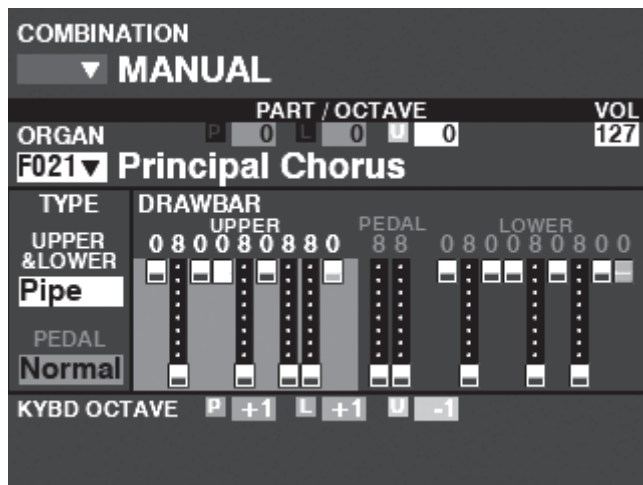 COMBINATION
▼ MANUAL
PART / OCTAVE VOL
ORGAN P 0 L 0 U 0 127
F021▼ Principal Chorus
TYPE DRAWBAR
UPPER PEDAL LOWER
UPPER 0 8 0 0 8 0 8 8 0 8 8 0 8 0 0 8 0 8 0 0
&LOWER
Pipe
PEDAL
Normal
KYBD OCTAVE P +1 L +1 U -1